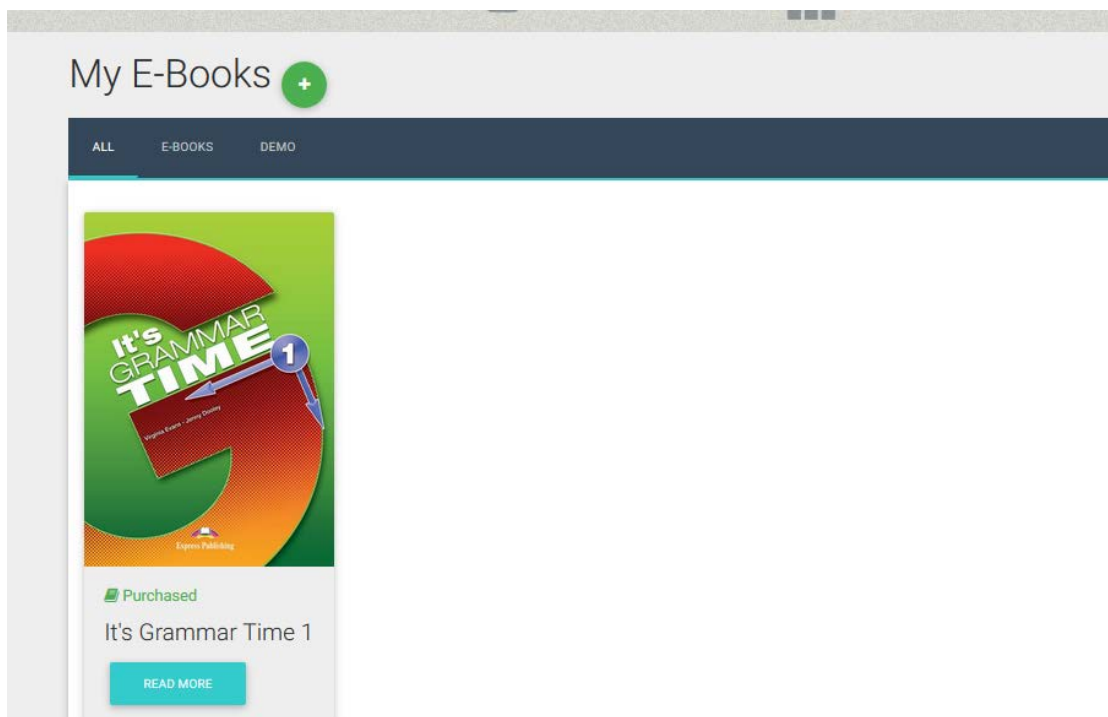 My E-Books +
ALL E-BOOKS DEMO
It's
GRAMMAR
TIME 1
Virginia Evans - Jenny Dooley
Express Publishing
Purchased
It's Grammar Time 1
READ MORE